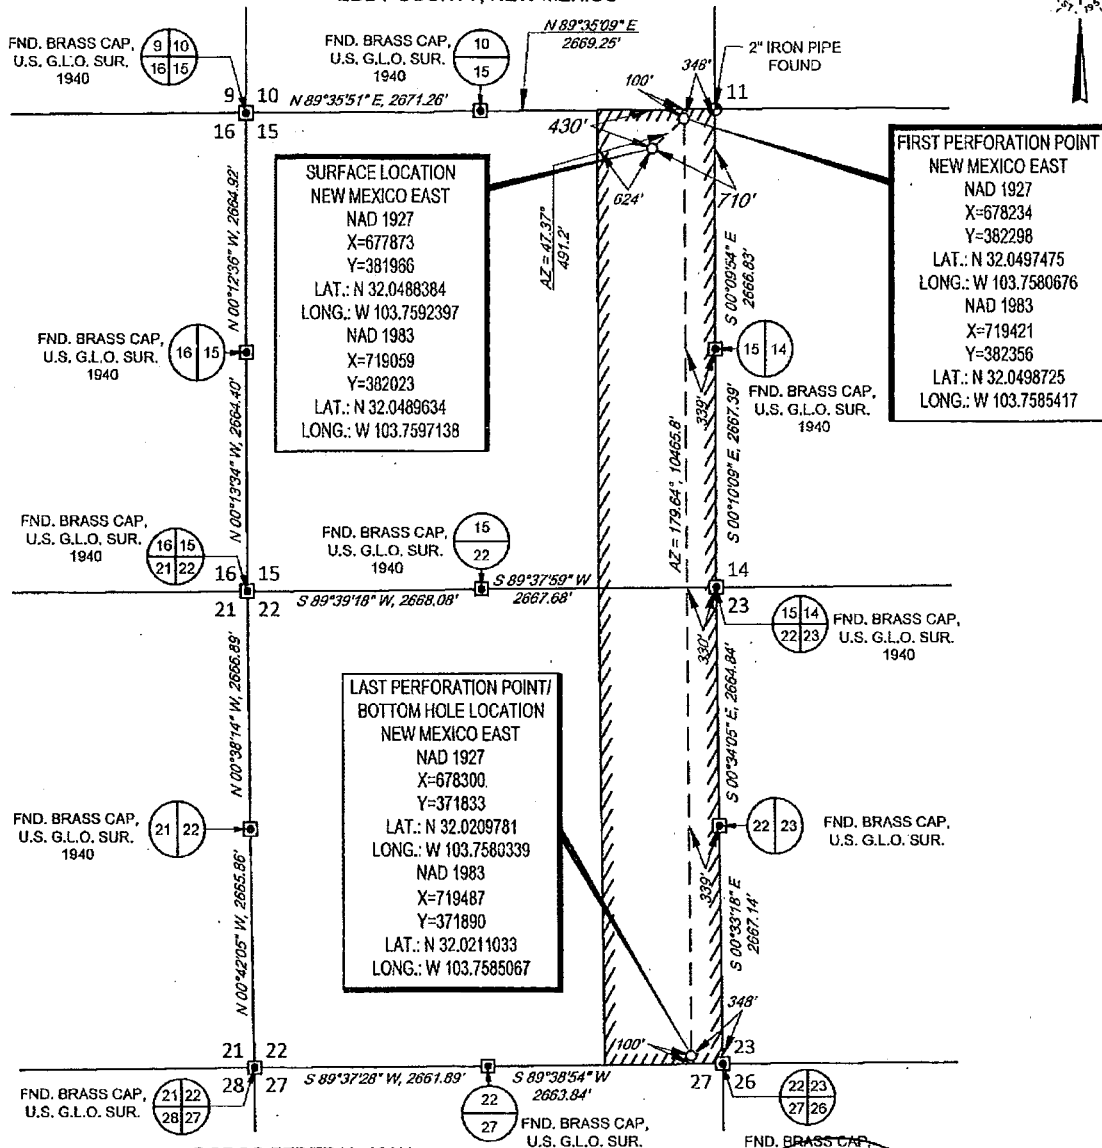 N 89°35'09" E
2669.25'
FND. BRASS CAP,
U.S. G.L.O. SUR.
1940
9 10
16 15
FND. BRASS CAP,
U.S. G.L.O. SUR.
1940
10
15
2" IRON PIPE
FOUND
9 10
N 89°35'51" E, 2671.26'
100'
348'
11
16 15
430'
SURFACE LOCATION
NEW MEXICO EAST
NAD 1927
X=677873
Y=381966
LAT.: N 32.0488384
LONG.: W 103.7592397
NAD 1983
X=719059
Y=382023
LAT.: N 32.0489634
LONG.: W 103.7597138
624'
710'
AZ = 47.37°
491.2'
FIRST PERFORATION POINT
NEW MEXICO EAST
NAD 1927
X=678234
Y=382298
LAT.: N 32.0497475
LONG.: W 103.7580676
NAD 1983
X=719421
Y=382356
LAT.: N 32.0498725
LONG.: W 103.7585417
N 00°12'36" W, 2664.92'
S 00°09'54" E
2666.83'
FND. BRASS CAP,
U.S. G.L.O. SUR.
1940
16 15
15 14
FND. BRASS CAP,
U.S. G.L.O. SUR.
1940
339'
N 00°13'34" W, 2664.40'
AZ = 179.64°, 10465.8'
S 00°10'09" E, 2667.39'
FND. BRASS CAP,
U.S. G.L.O. SUR.
1940
16 15
21 22
16 15
21 22
FND. BRASS CAP,
U.S. G.L.O. SUR.
1940
15
22
S 89°39'18" W, 2668.08'
S 89°37'59" W
2667.68'
14
23
330'
15 14
22 23
FND. BRASS CAP,
U.S. G.L.O. SUR.
1940
N 00°38'14" W, 2666.89'
S 00°34'05" E, 2664.84'
LAST PERFORATION POINT/
BOTTOM HOLE LOCATION
NEW MEXICO EAST
NAD 1927
X=678300
Y=371833
LAT.: N 32.0209781
LONG.: W 103.7580339
NAD 1983
X=719487
Y=371890
LAT.: N 32.0211033
LONG.: W 103.7585067
FND. BRASS CAP,
U.S. G.L.O. SUR.
1940
21 22
22 23
FND. BRASS CAP,
U.S. G.L.O. SUR.
339'
N 00°42'05" W, 2665.86'
S 00°33'18" E
2667.14'
348'
100'
21 22
28 27
23
27 26
S 89°37'28" W, 2661.89'
S 89°38'54" W
2663.84'
FND. BRASS CAP,
U.S. G.L.O. SUR.
21 22
28 27
22
27
FND. BRASS CAP,
U.S. G.L.O. SUR.
22 23
27 26
FND. BRASS CAP,